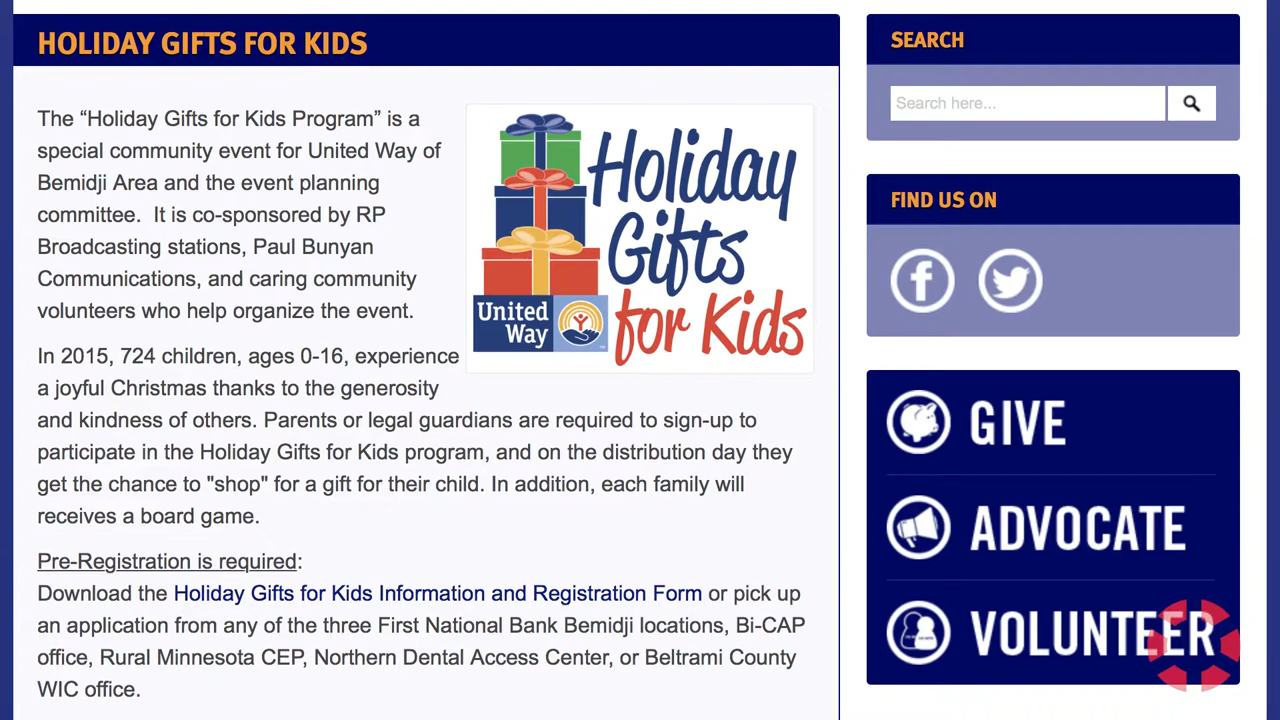 HOLIDAY GIFTS FOR KIDS
The “Holiday Gifts for Kids Program” is a
special community event for United Way of
Bemidji Area and the event planning
committee.  It is co-sponsored by RP
Broadcasting stations, Paul Bunyan
Communications, and caring community
volunteers who help organize the event.
Holiday
Gifts
for Kids
United
Way
In 2015, 724 children, ages 0-16, experience
a joyful Christmas thanks to the generosity
and kindness of others. Parents or legal guardians are required to sign-up to
participate in the Holiday Gifts for Kids program, and on the distribution day they
get the chance to "shop" for a gift for their child. In addition, each family will
receives a board game.
Pre-Registration is required:
Download the Holiday Gifts for Kids Information and Registration Form or pick up
an application from any of the three First National Bank Bemidji locations, Bi-CAP
office, Rural Minnesota CEP, Northern Dental Access Center, or Beltrami County
WIC office.
SEARCH
Search here...
FIND US ON
GIVE
ADVOCATE
VOLUNTEER